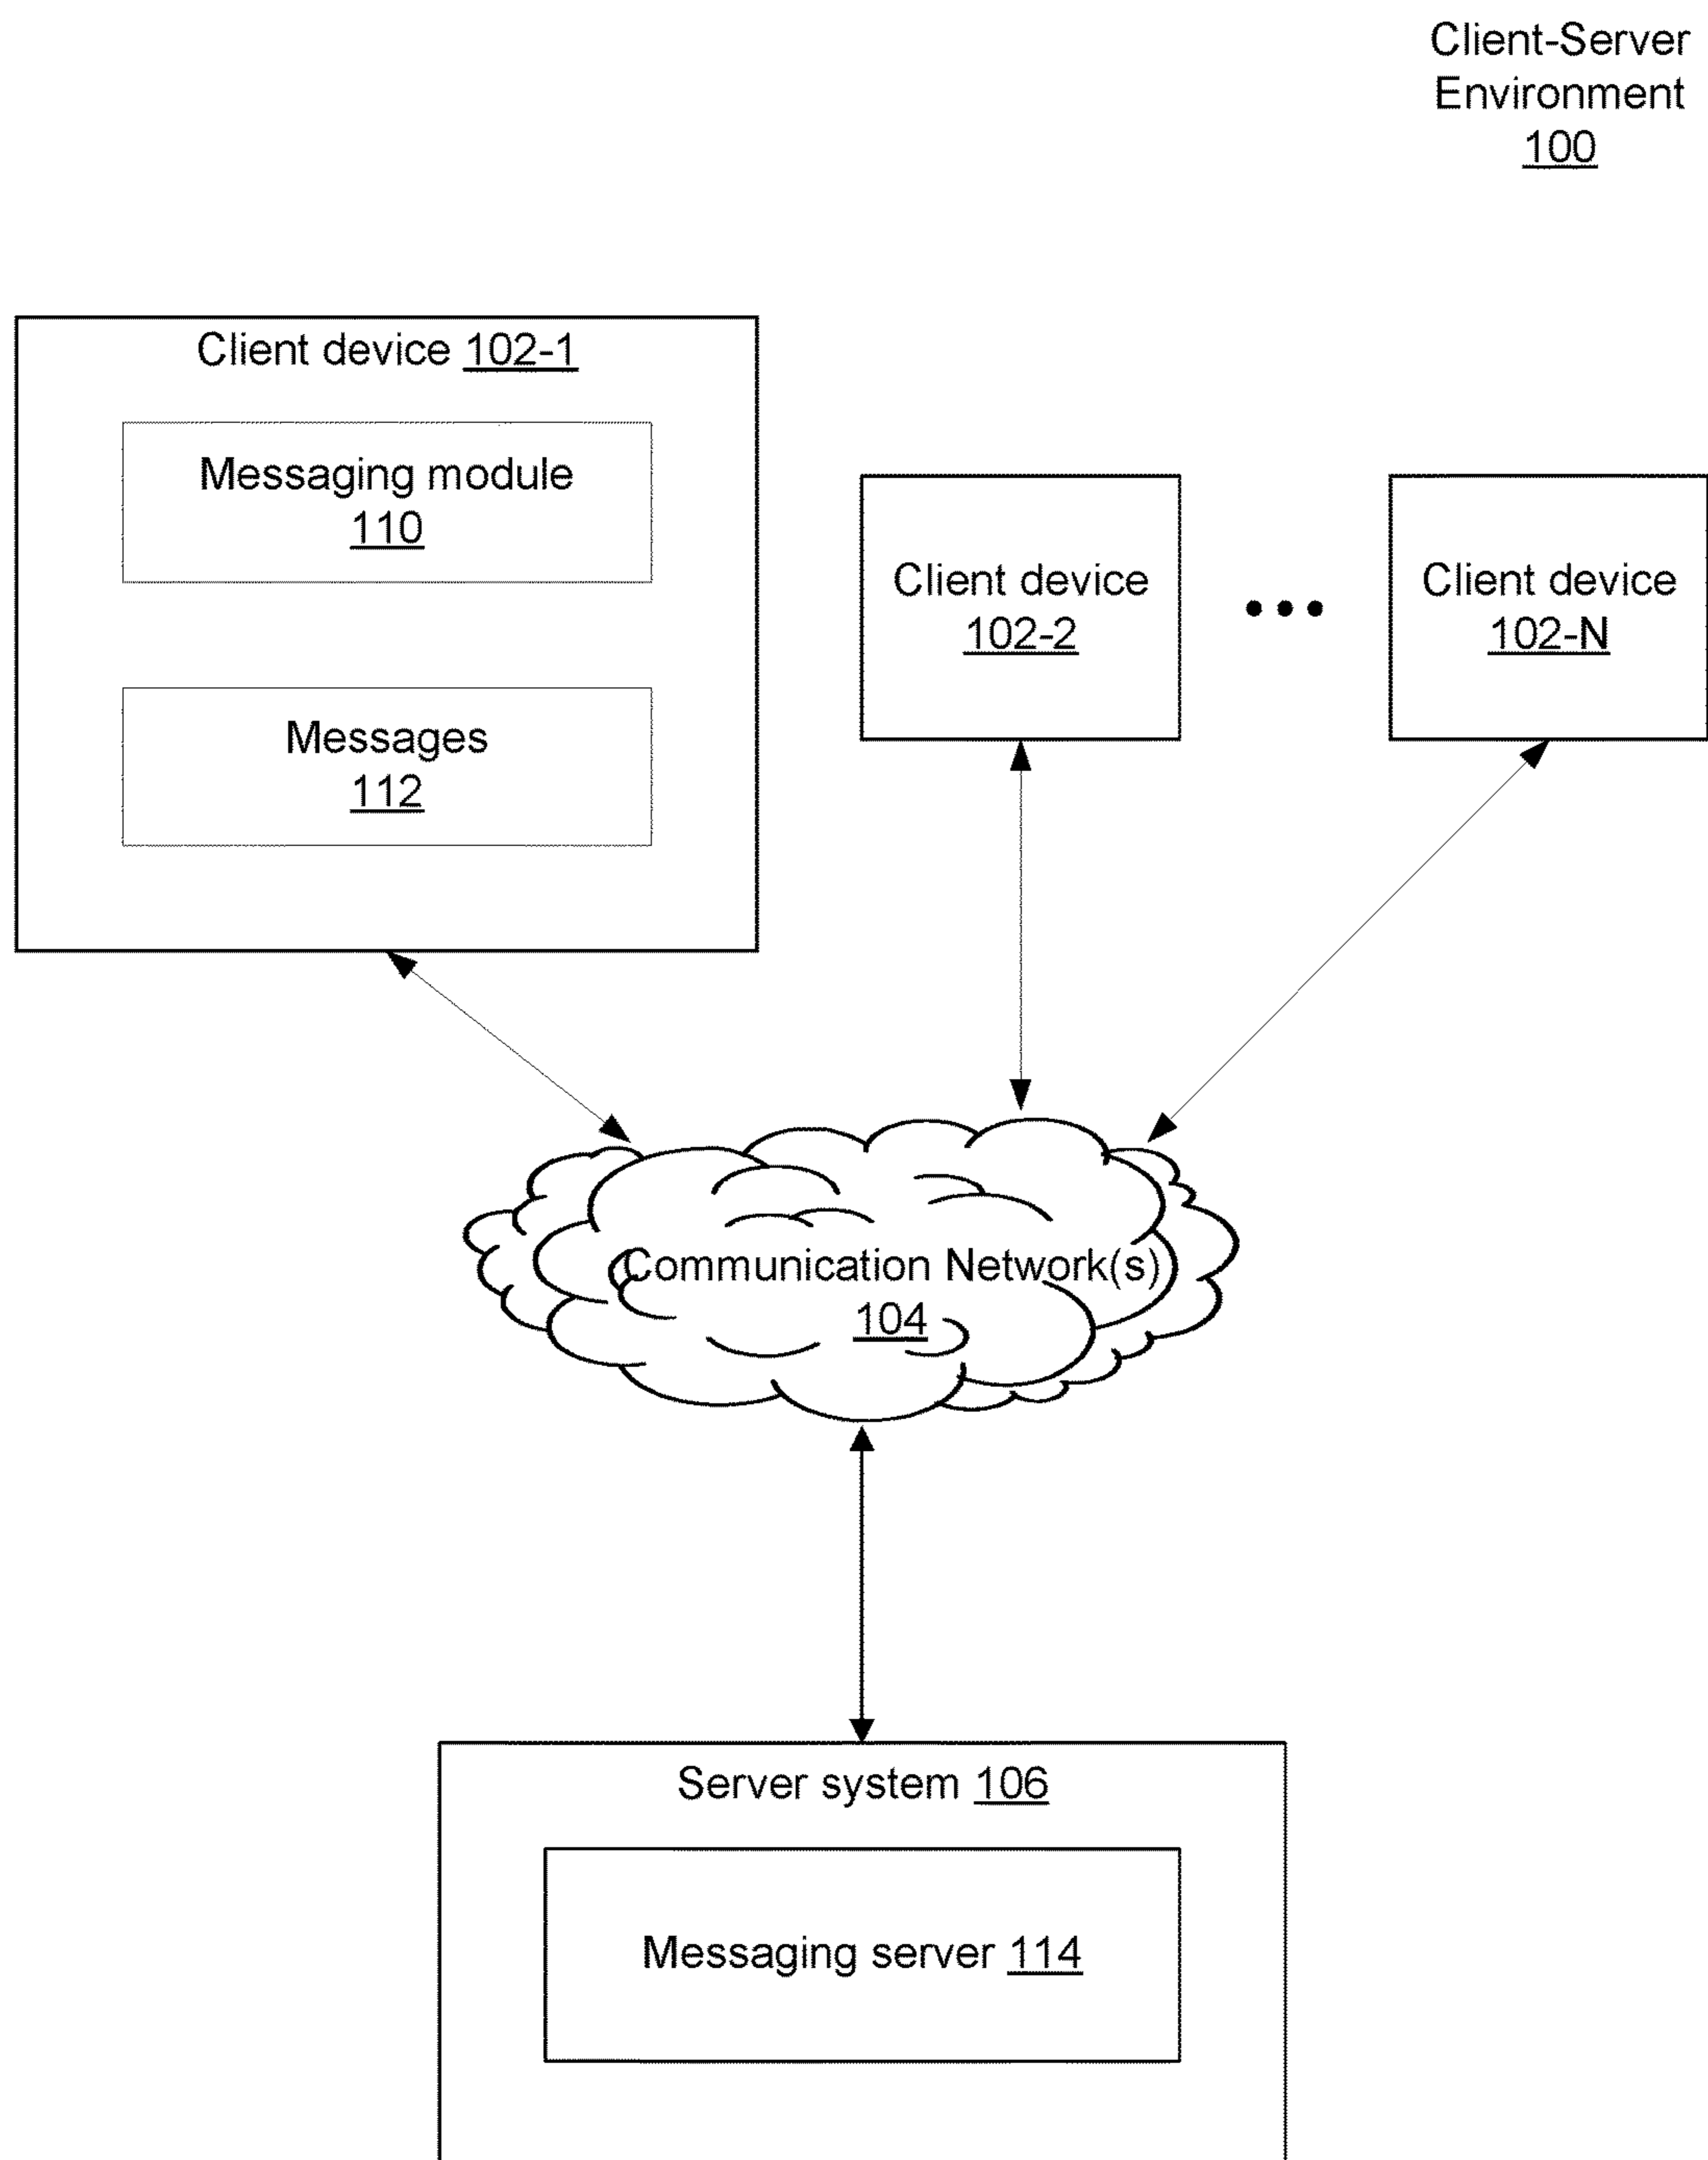 Client-Server
Environment
100
Client device 102-1
Messaging module
110
Messages
112
Client device
102-2
Client device
102-N
Communication Network(s)
104
Server system 106
Messaging server 114